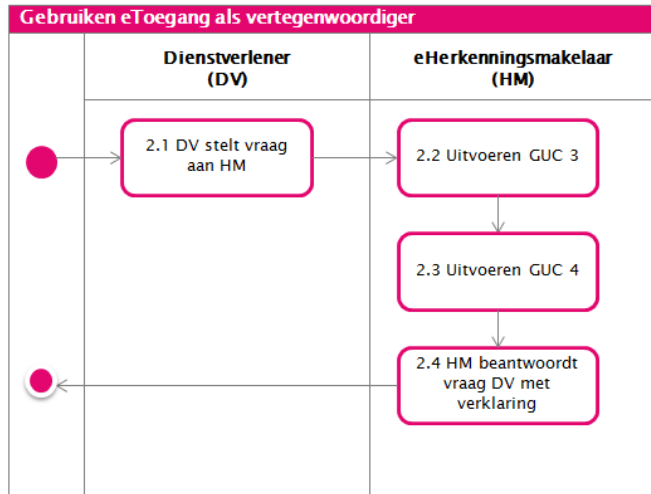 Gebruiken eToegang als vertegenwoordiger
Dienstverlener
(DV)
eHerkenningsmakelaar
(HM)
2.1 DV stelt vraag
aan HM
2.2 Uitvoeren GUC 3
2.3 Uitvoeren GUC 4
2.4 HM beantwoordt
vraag DV met
verklaring